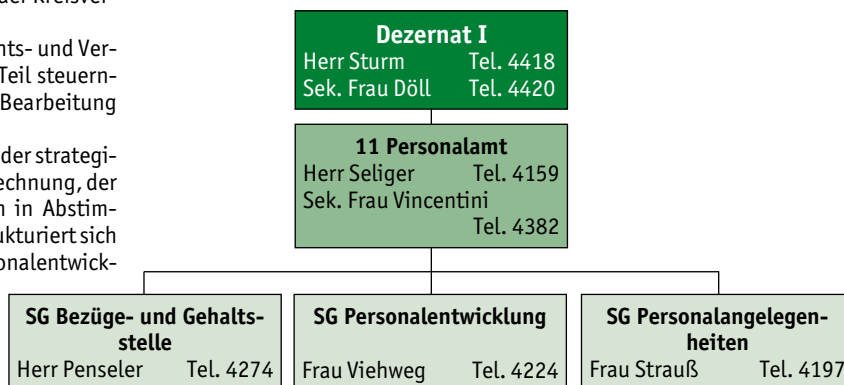 der Kreisver-
hts- und Ver-
Teil steuern-
Bearbeitung
der strategi-
echnung, der
in Abstim-
ukturiert sich
onalentwick-
Dezernat I
Herr Sturm Tel. 4418
Sek. Frau Döll Tel. 4420
11 Personalamt
Herr Seliger Tel. 4159
Sek. Frau Vincentini
Tel. 4382
SG Bezüge- und Gehalts-
stelle
Herr Penseler Tel. 4274
SG Personalentwicklung
Frau Viehweg Tel. 4224
SG Personalangelegen-
heiten
Frau Strauß Tel. 4197